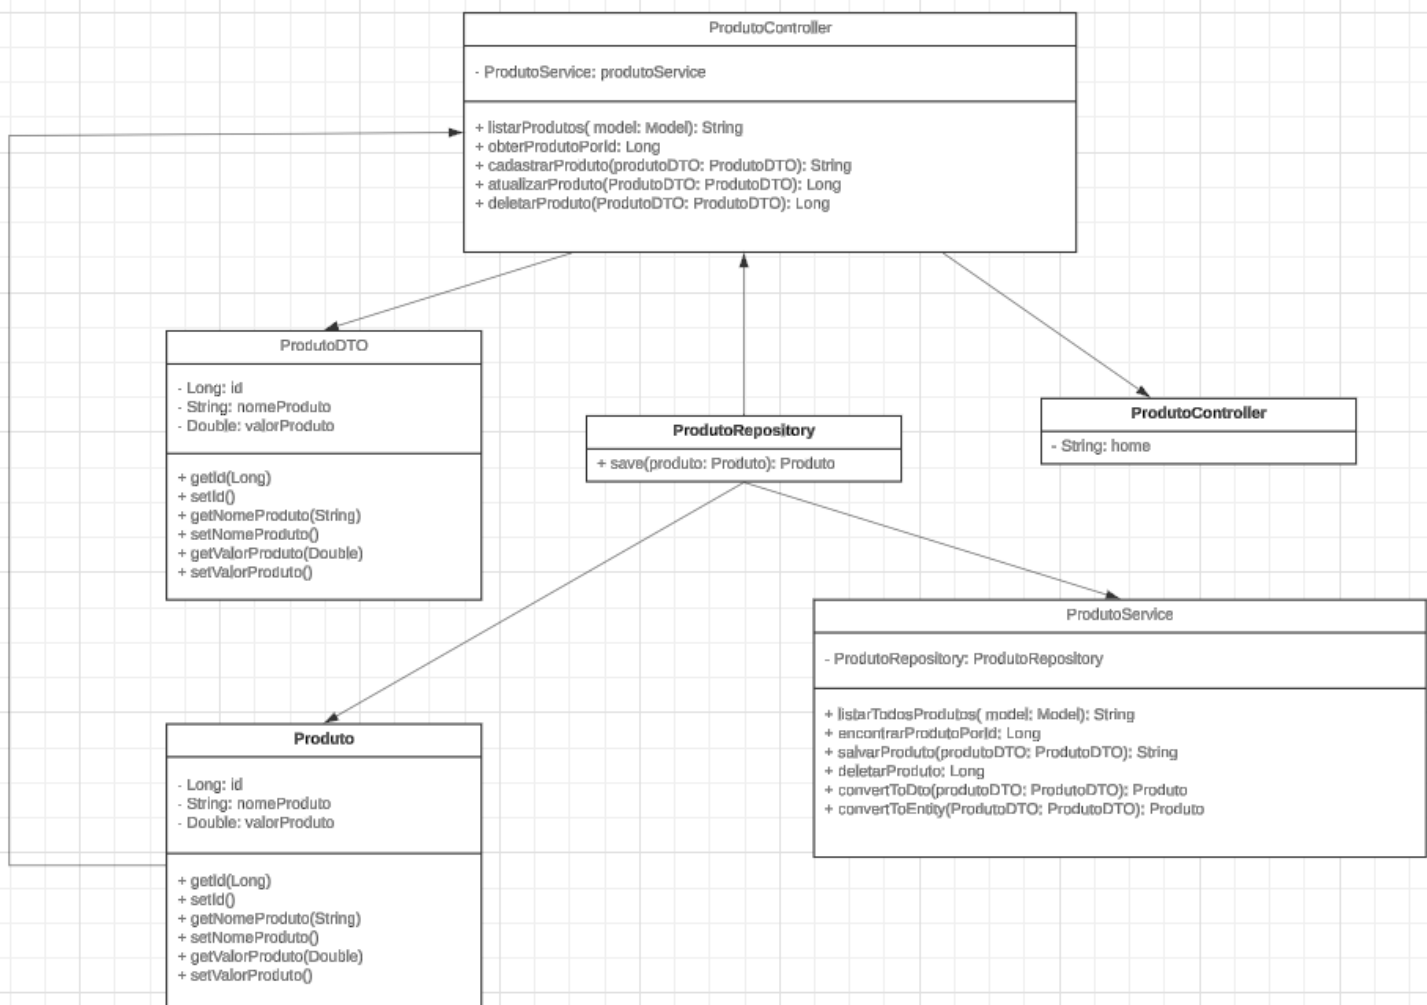 ProdutoController
- ProdutoService: produtoService
+ listarProdutos( model: Model): String
+ obterProdutoPorId: Long
+ cadastrarProduto(produtoDTO: ProdutoDTO): String
+ atualizarProduto(ProdutoDTO: ProdutoDTO): Long
+ deletarProduto(ProdutoDTO: ProdutoDTO): Long
ProdutoDTO
- Long: id
- String: nomeProduto
- Double: valorProduto
+ getId(Long)
+ setId()
+ getNomeProduto(String)
+ setNomeProduto()
+ getValorProduto(Double)
+ setValorProduto()
ProdutoRepository
+ save(produto: Produto): Produto
ProdutoController
- String: home
ProdutoService
- ProdutoRepository: ProdutoRepository
+ listarTodosProdutos( model: Model): String
+ encontrarProdutoPorId: Long
+ salvarProduto(produtoDTO: ProdutoDTO): String
+ deletarProduto: Long
+ convertToDto(produtoDTO: ProdutoDTO): Produto
+ convertToEntity(ProdutoDTO: ProdutoDTO): Produto
Produto
- Long: id
- String: nomeProduto
- Double: valorProduto
+ getId(Long)
+ setId()
+ getNomeProduto(String)
+ setNomeProduto()
+ getValorProduto(Double)
+ setValorProduto()